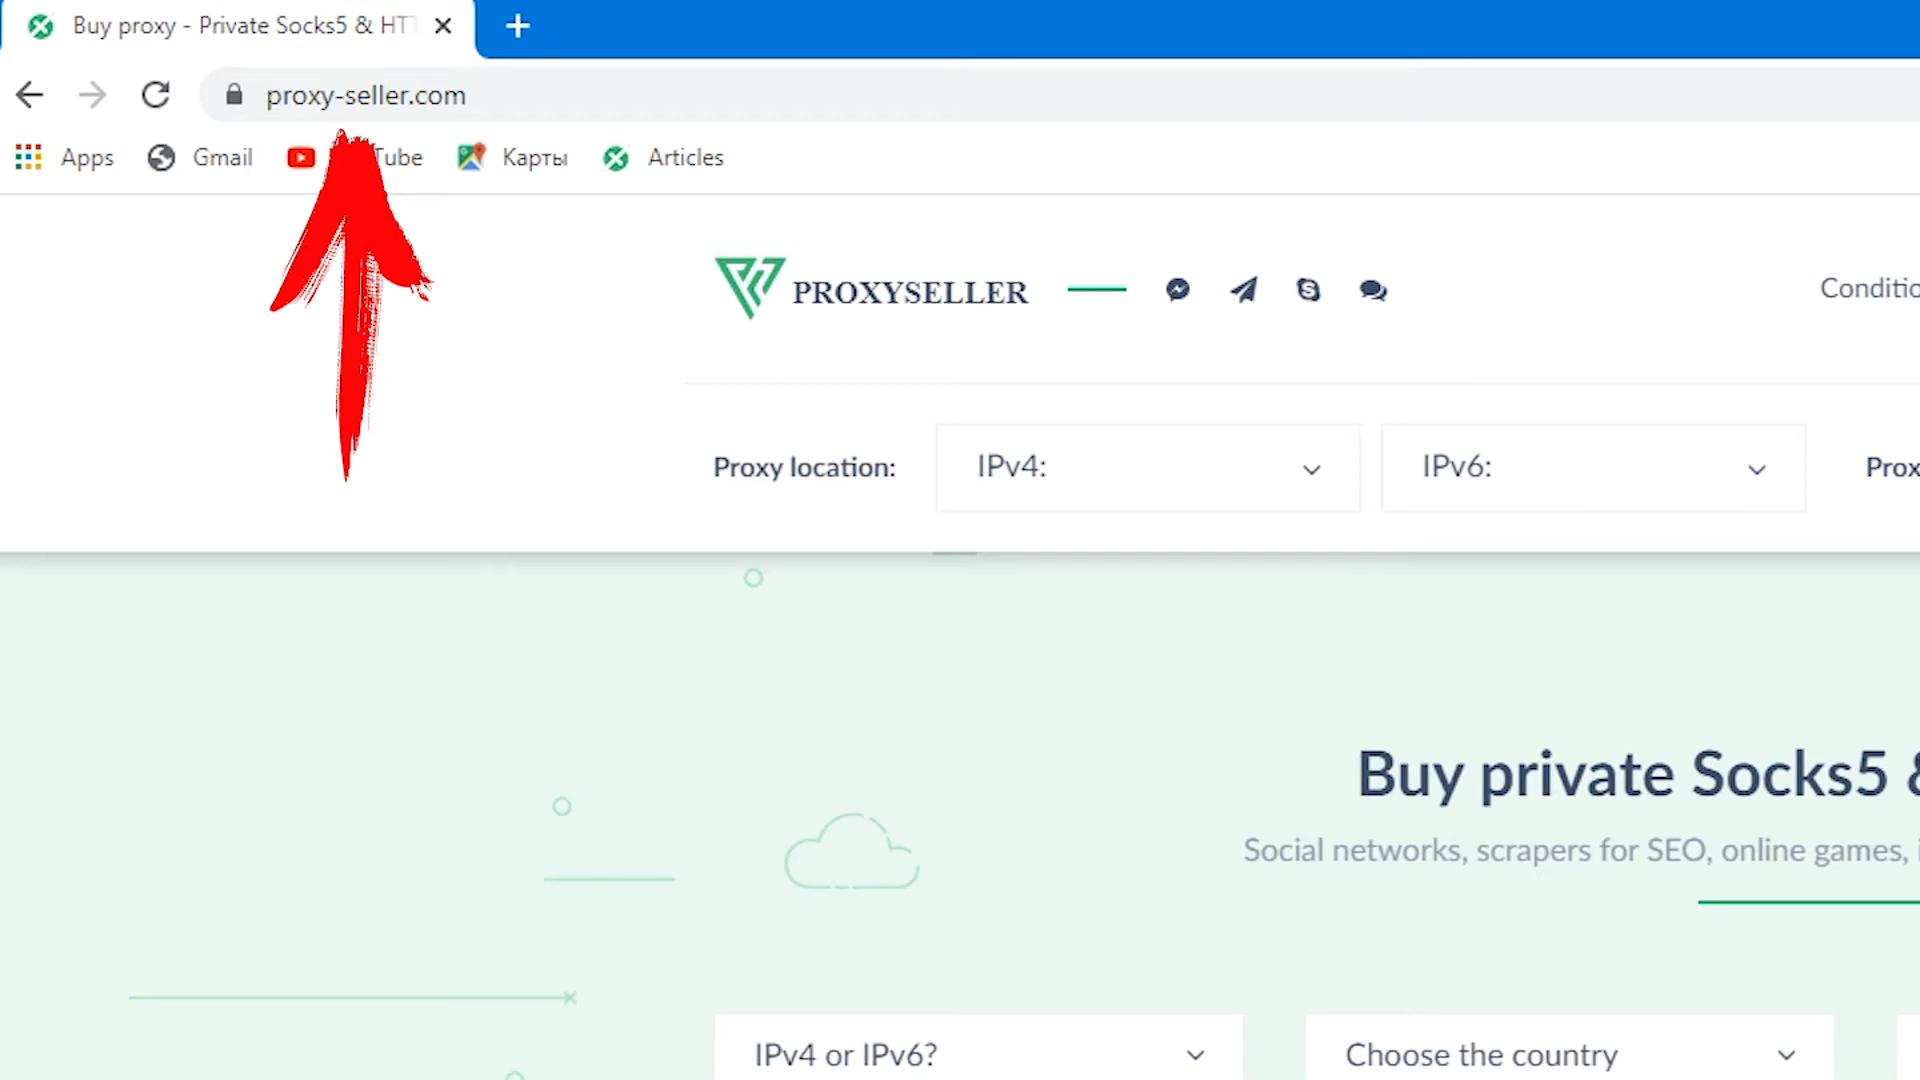 Buy proxy - Private Socks5 & HT
proxy-seller.com
Apps Gmail Tube Карты Articles
PROXYSELLER
Conditio
Proxy location: IPv4: IPv6: Prox
Buy private Socks5 &
Social networks, scrapers for SEO, online games, i
IPv4 or IPv6? Choose the country